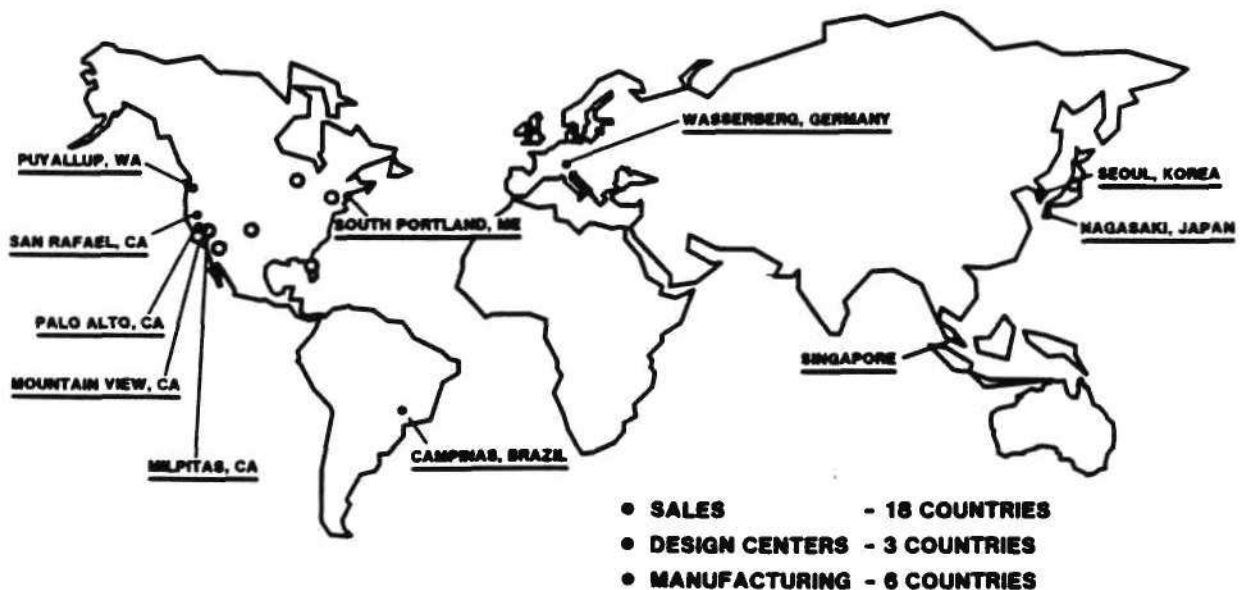 WASSERBERG, GERMANY
PUYALLUP, WA
SEOUL, KOREA
SOUTH PORTLAND, ME
SAN RAFAEL, CA
NAGASAKI, JAPAN
PALO ALTO, CA
SINGAPORE
MOUNTAIN VIEW, CA
CAMPINAS, BRAZIL
MILPITAS, CA
• SALES - 18 COUNTRIES
• DESIGN CENTERS - 3 COUNTRIES
• MANUFACTURING - 6 COUNTRIES